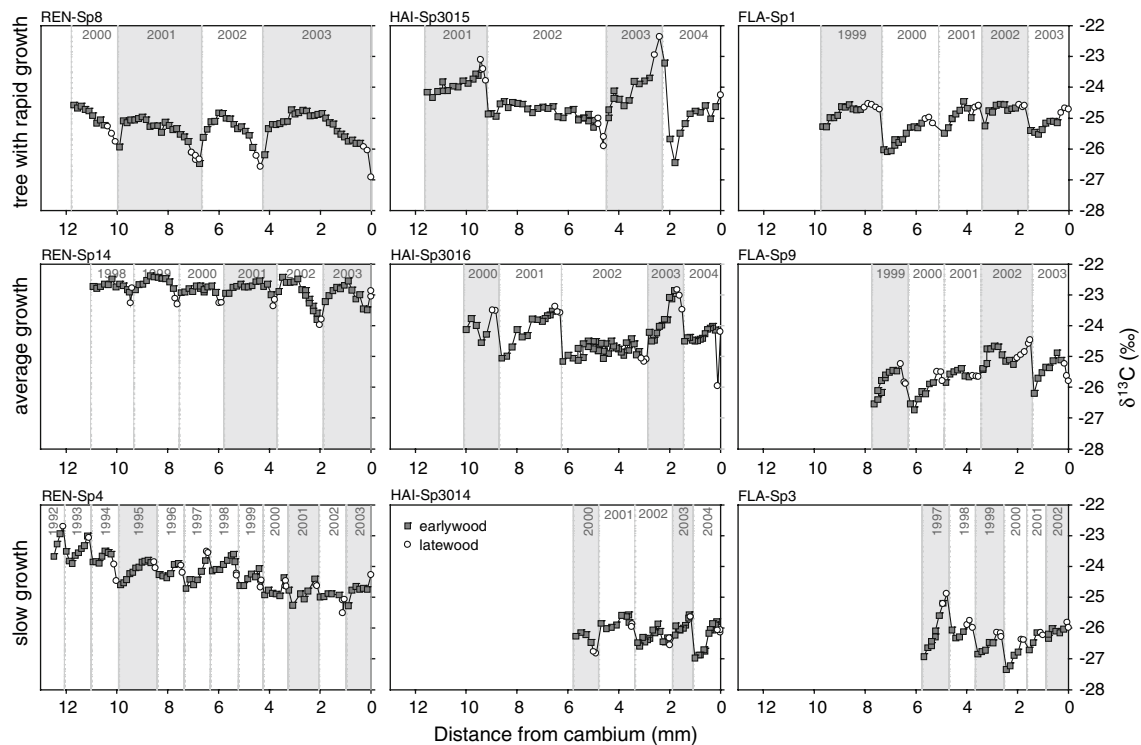 REN-Sp8 HAI-Sp3015 FLA-Sp1
tree with rapid growth
2000 2001 2002 2003
2001 2002 2003 2004
1999 2000 2001 2002 2003
-22
-23
-24
-25
-26
-27
-28
12 10 8 6 4 2 0
12 10 8 6 4 2 0
12 10 8 6 4 2 0
REN-Sp14 HAI-Sp3016 FLA-Sp9
average growth
1998 1999 2000 2001 2002 2003
2000 2001 2002 2003 2004
1999 2000 2001 2002 2003
-22
-23
-24
-25
-26
-27
-28
δ13C (‰)
12 10 8 6 4 2 0
12 10 8 6 4 2 0
12 10 8 6 4 2 0
REN-Sp4 HAI-Sp3014 FLA-Sp3
slow growth
1992 1993 1994 1995 1996 1997 1998 1999 2000 2001 2002 2003
2000 2001 2002 2003 2004
1997 1998 1999 2000 2001 2002
earlywood
latewood
-22
-23
-24
-25
-26
-27
-28
12 10 8 6 4 2 0
12 10 8 6 4 2 0
12 10 8 6 4 2 0
Distance from cambium (mm)